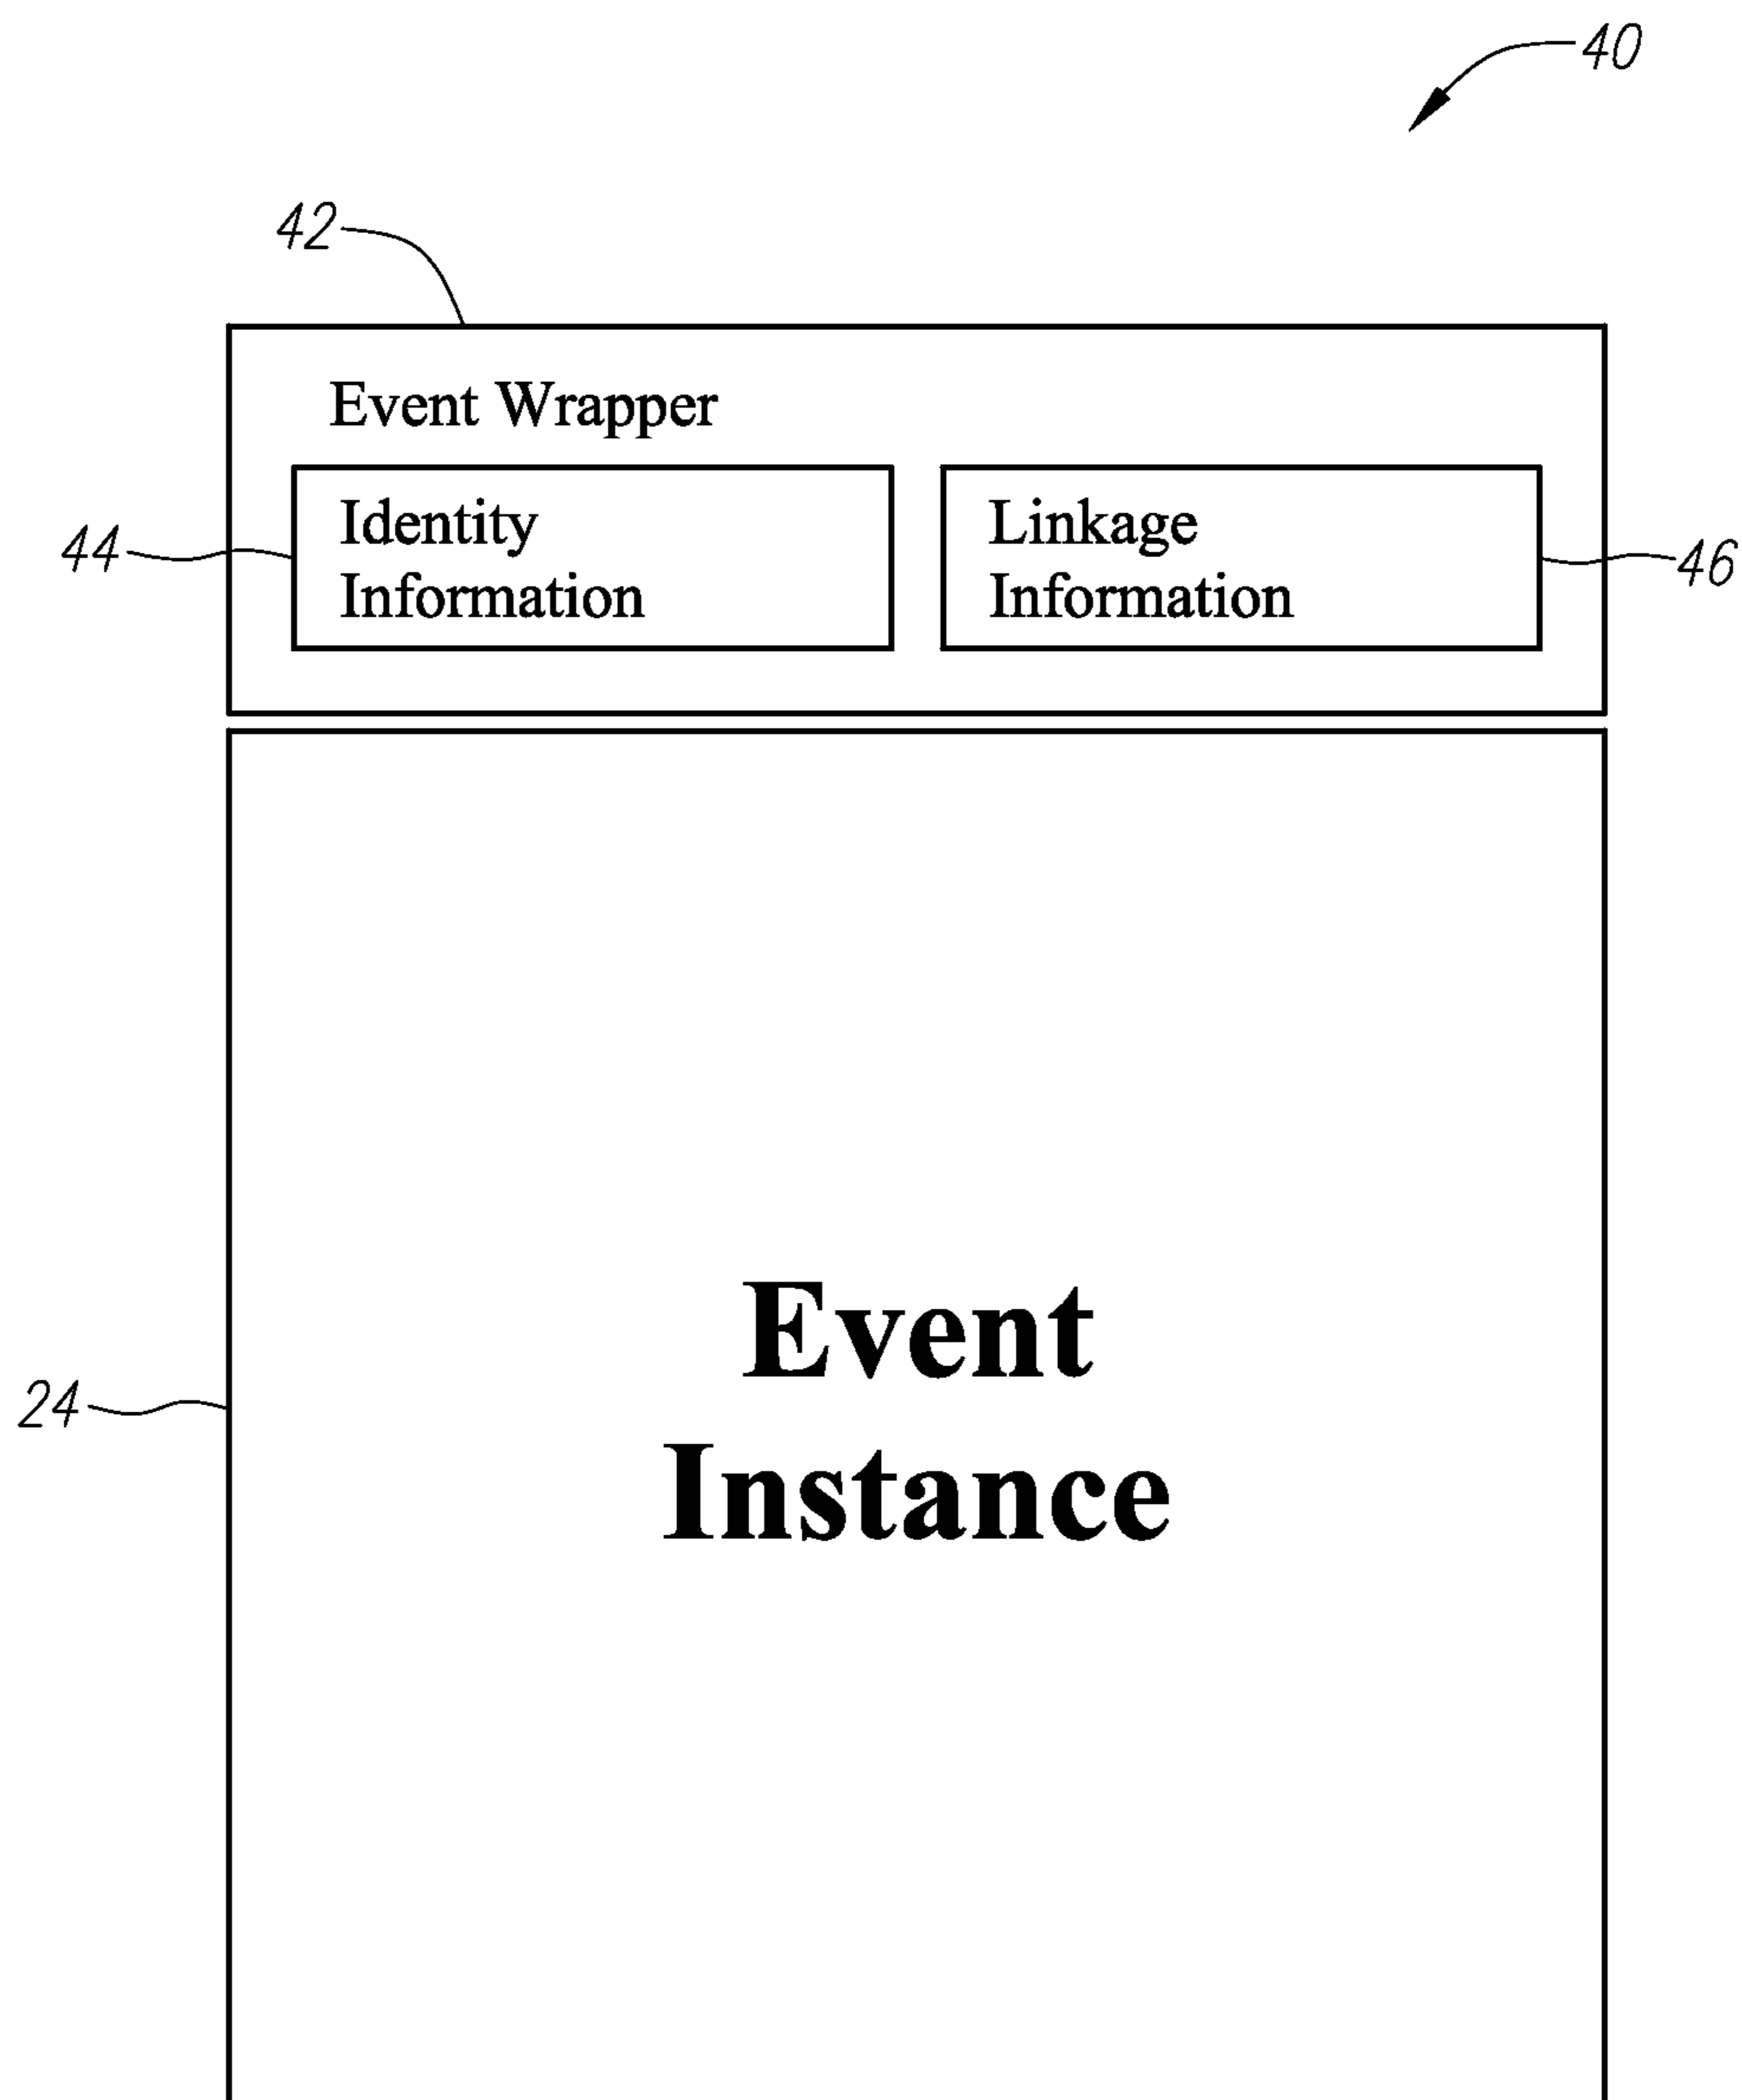 40
42
Event Wrapper
Identity
Information
Linkage
Information
44
46
Event
Instance
24